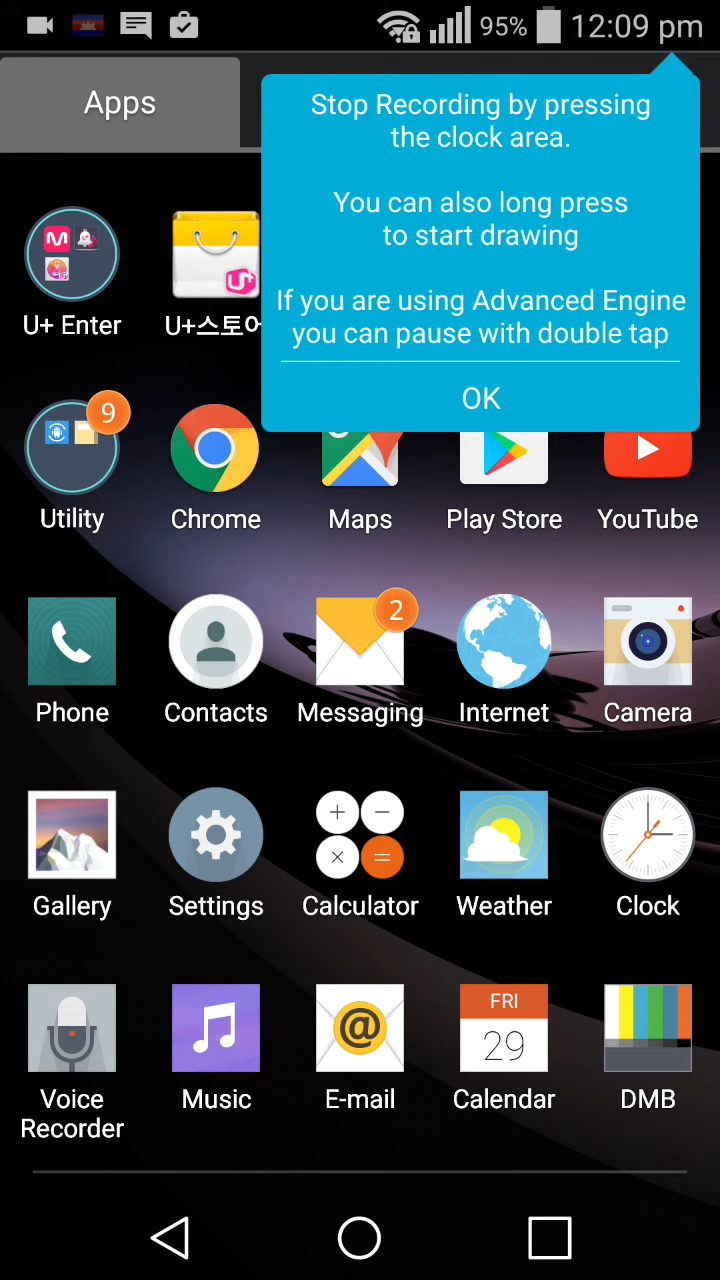 95% 12:09 pm
Apps
Stop Recording by pressing
the clock area.
You can also long press
to start drawing
If you are using Advanced Engine
you can pause with double tap
OK
U+
U+ Enter
U+스토어
9
Utility
Chrome
Maps
Play Store
YouTube
2
Phone
Contacts
Messaging
Internet
Camera
Gallery
Settings
Calculator
Weather
Clock
FRI
29
Voice
Recorder
Music
E-mail
Calendar
DMB